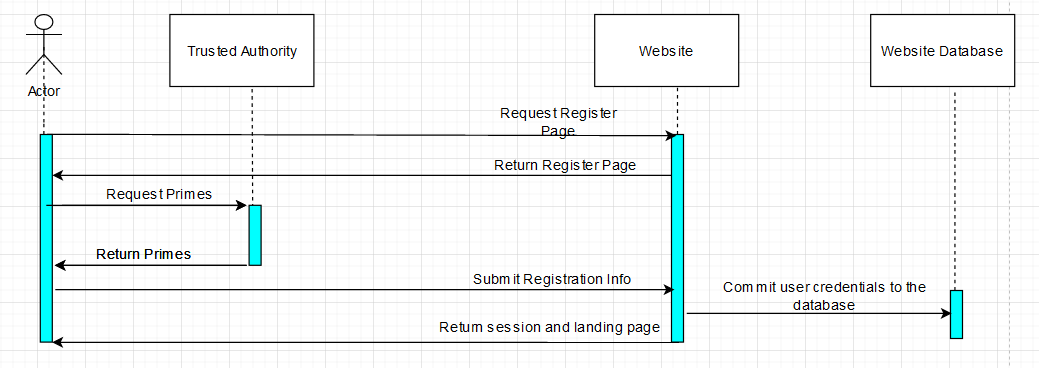 Actor
Trusted Authority
Website
Website Database
Request Register
Page
Return Register Page
Request Primes
Return Primes
Submit Registration Info
Commit user credentials to the
database
Return session and landing page